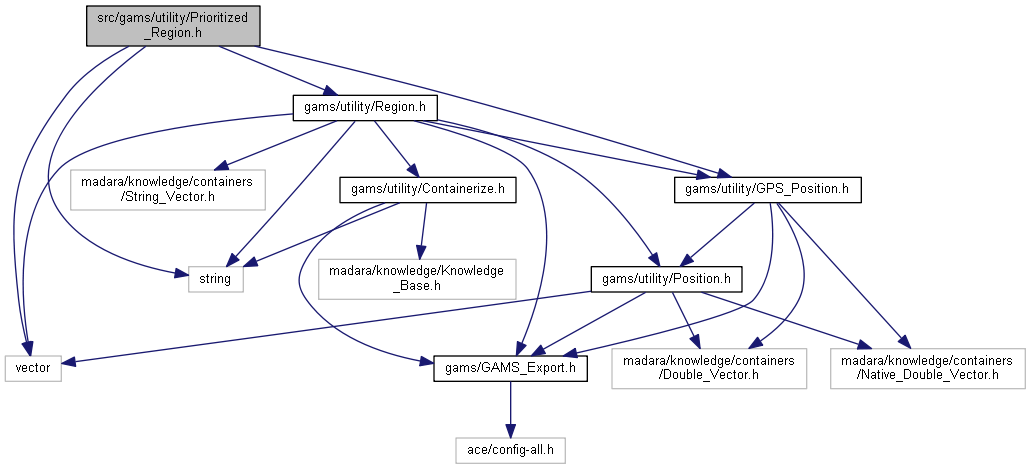 src/gams/utility/Prioritized
_Region.h
gams/utility/Region.h
madara/knowledge/containers
/String_Vector.h
gams/utility/Containerize.h
gams/utility/GPS_Position.h
string
madara/knowledge/Knowledge
_Base.h
gams/utility/Position.h
vector
gams/GAMS_Export.h
madara/knowledge/containers
/Double_Vector.h
madara/knowledge/containers
/Native_Double_Vector.h
ace/config-all.h